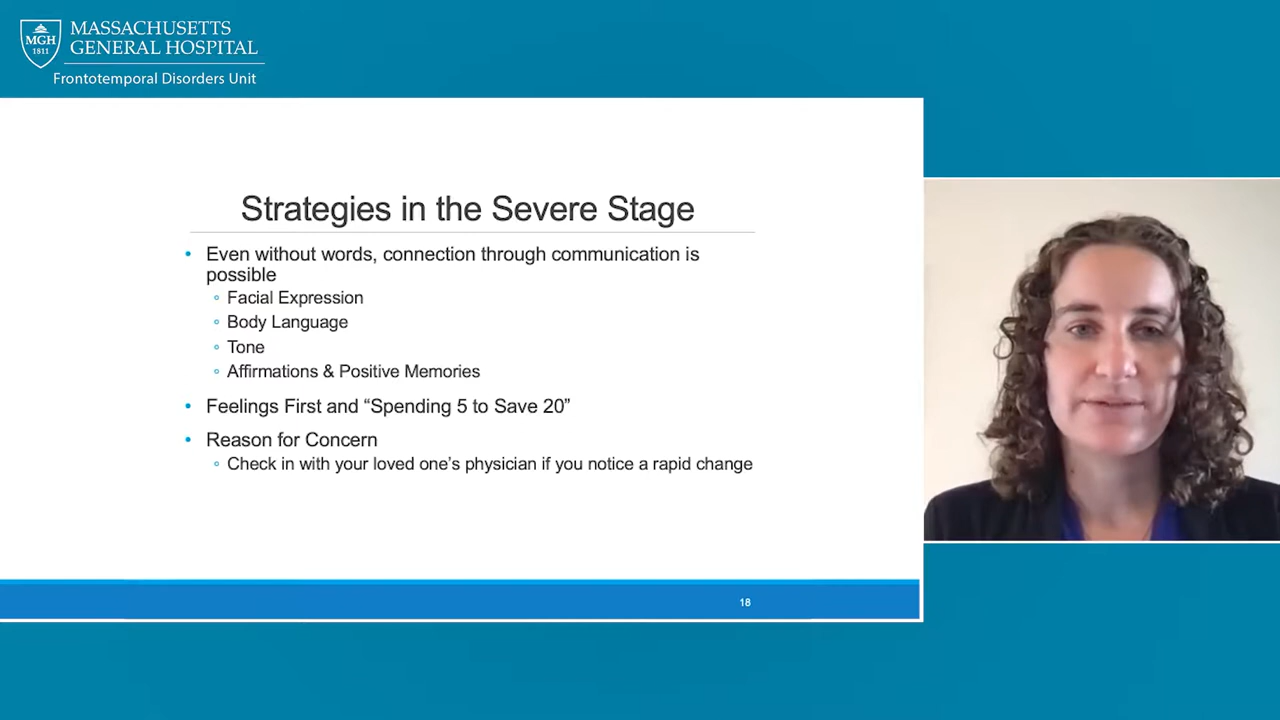 MASSACHUSETTS
GENERAL HOSPITAL
MGH
1811
Frontotemporal Disorders Unit
Strategies in the Severe Stage
• Even without words, connection through communication is
possible
◦ Facial Expression
◦ Body Language
◦ Tone
◦ Affirmations & Positive Memories
• Feelings First and “Spending 5 to Save 20”
• Reason for Concern
◦ Check in with your loved one’s physician if you notice a rapid change
18